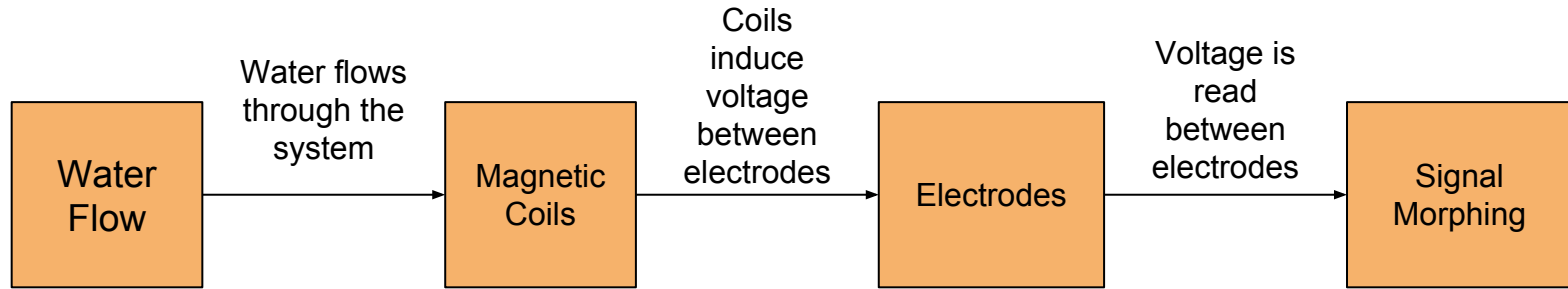 Water
Flow
Water flows
through the
system
Magnetic
Coils
Coils
induce
voltage
between
electrodes
Electrodes
Voltage is
read
between
electrodes
Signal
Morphing